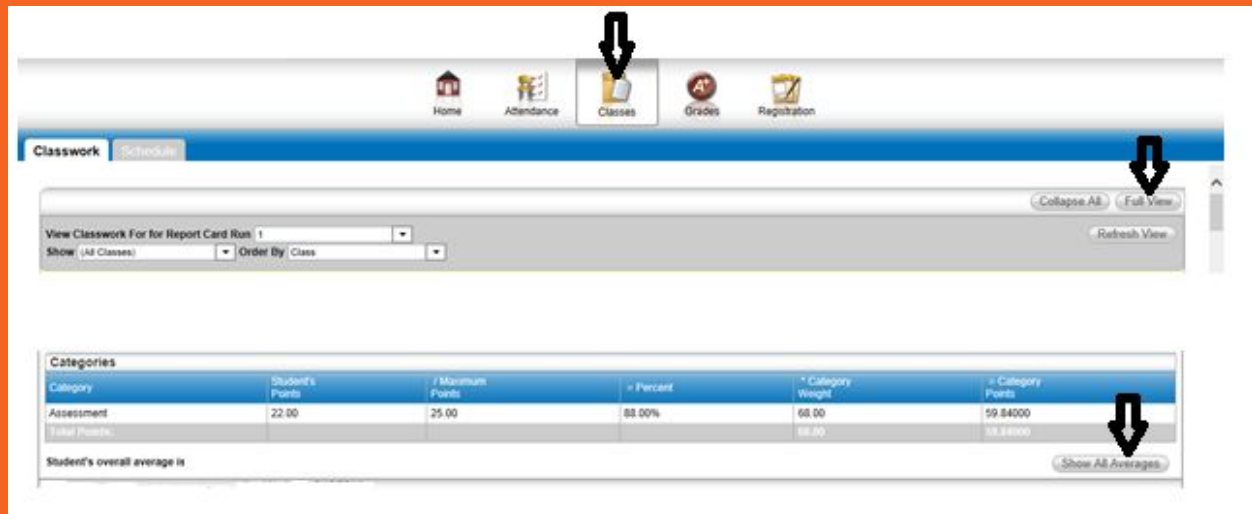 Home Attendance Classes Grades Registration
Classwork Schedule
Collapse All Full View
View Classwork For for Report Card Run 1
Refresh View
Show (All Classes) Order By Class
Categories
Category Student's Points / Maximum Points = Percent * Category Weight = Category Points
Assessment 22.00 25.00 88.00% 68.00 59.84000
Total Points: 68.00 59.84000
Student's overall average is
Show All Averages